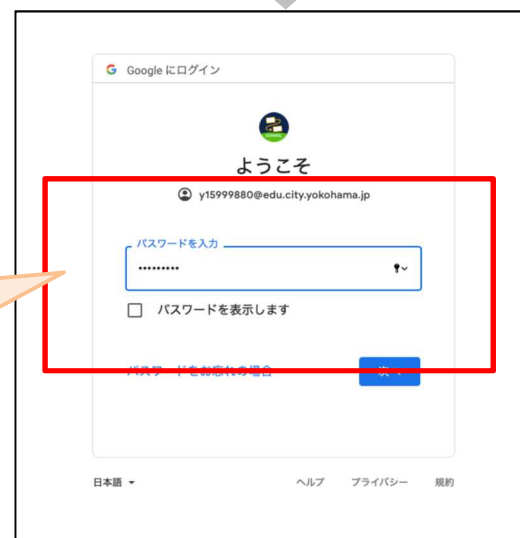 G Google にログイン
ようこそ
y15999880@edu.city.yokohama.jp
パスワードを入力
•••••••••
パスワードを表示します
パスワードをお忘れの場合
次へ
日本語
ヘルプ プライバシー 規約